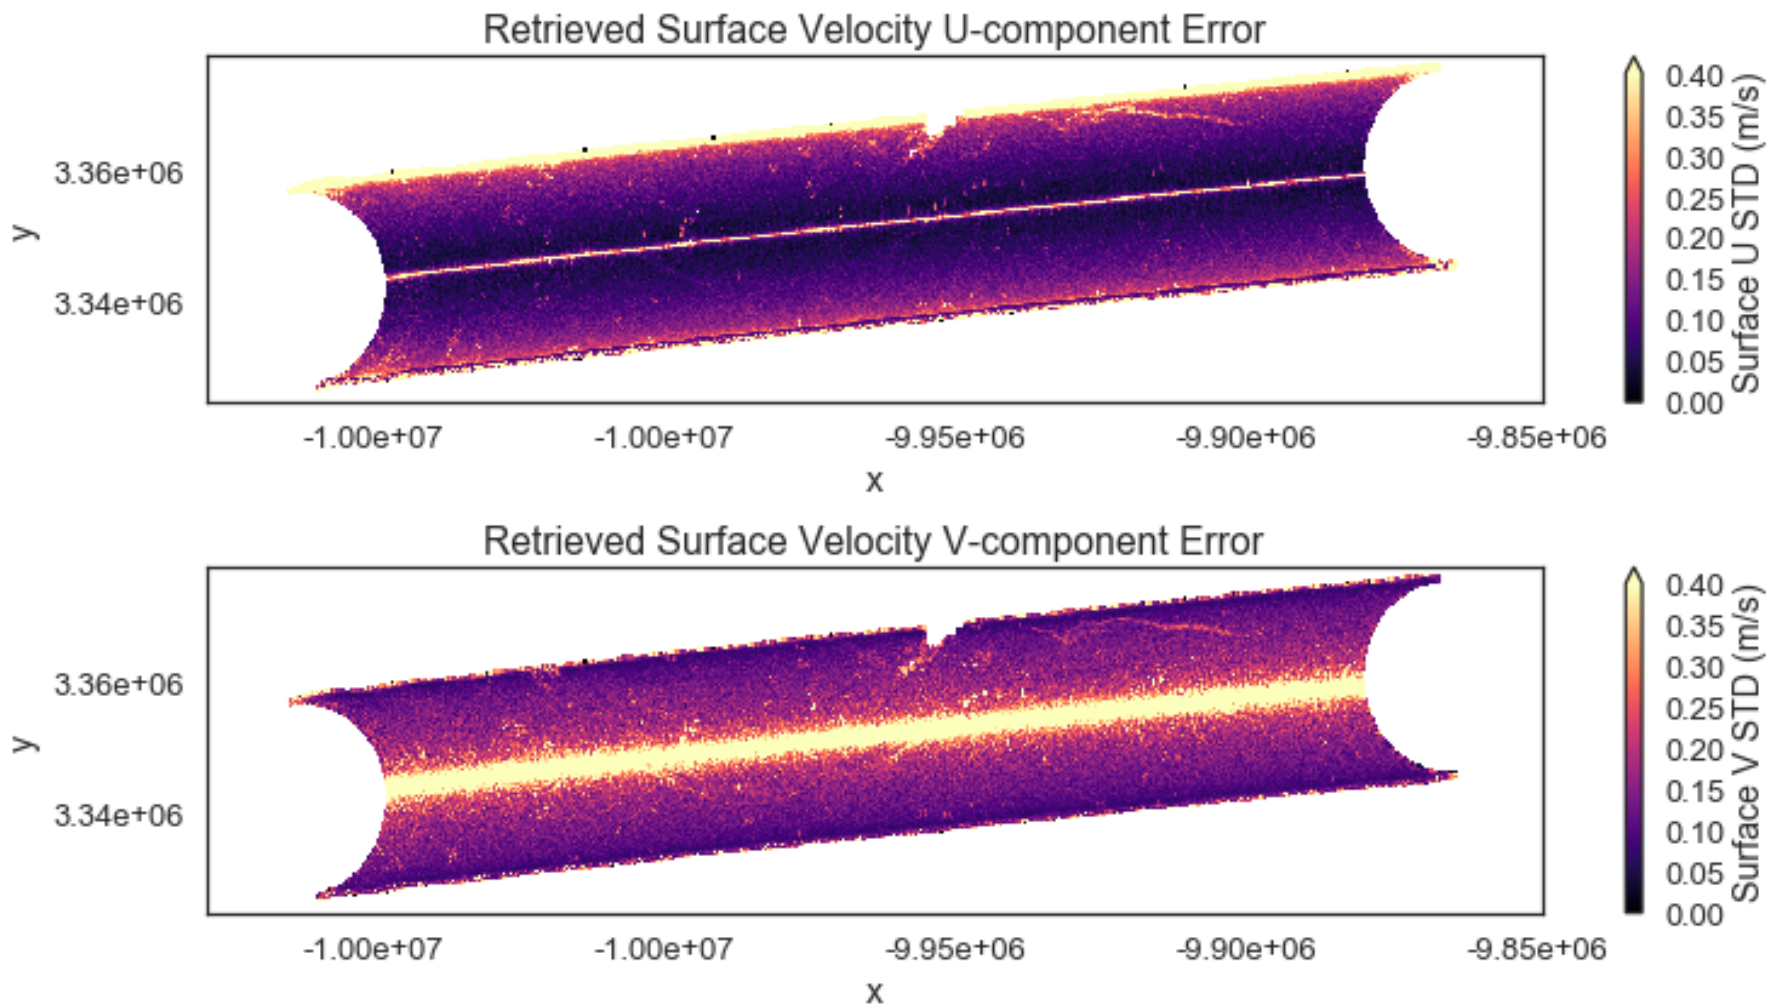 Retrieved Surface Velocity U-component Error
y
3.36e+06
3.34e+06
-1.00e+07 -1.00e+07 -9.95e+06 -9.90e+06 -9.85e+06
x
0.40
0.35
0.30
0.25
0.20
0.15
0.10
0.05
0.00
Surface U STD (m/s)
Retrieved Surface Velocity V-component Error
y
3.36e+06
3.34e+06
-1.00e+07 -1.00e+07 -9.95e+06 -9.90e+06 -9.85e+06
x
0.40
0.35
0.30
0.25
0.20
0.15
0.10
0.05
0.00
Surface V STD (m/s)